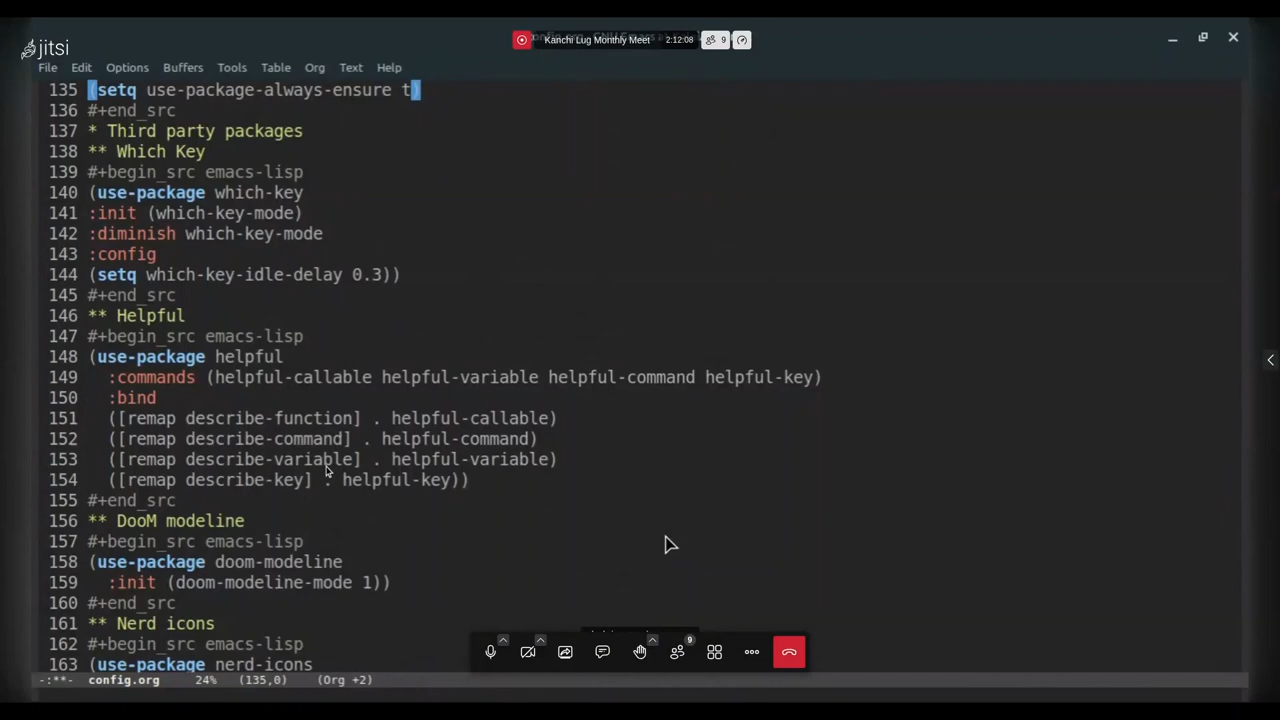 jitsi
Kanchi Lug Monthly Meet 2:12:08 9
File Edit Options Buffers Tools Table Org Text Help
135 (setq use-package-always-ensure t)
136 #+end_src
137 * Third party packages
138 ** Which Key
139 #+begin_src emacs-lisp
140 (use-package which-key
141 :init (which-key-mode)
142 :diminish which-key-mode
143 :config
144 (setq which-key-idle-delay 0.3))
145 #+end_src
146 ** Helpful
147 #+begin_src emacs-lisp
148 (use-package helpful
149   :commands (helpful-callable helpful-variable helpful-command helpful-key)
150   :bind
151   ([remap describe-function] . helpful-callable)
152   ([remap describe-command] . helpful-command)
153   ([remap describe-variable] . helpful-variable)
154   ([remap describe-key] . helpful-key))
155 #+end_src
156 ** DooM modeline
157 #+begin_src emacs-lisp
158 (use-package doom-modeline
159   :init (doom-modeline-mode 1))
160 #+end_src
161 ** Nerd icons
162 #+begin_src emacs-lisp
163 (use-package nerd-icons
9
-:**- config.org 24% (135,0) (Org +2)